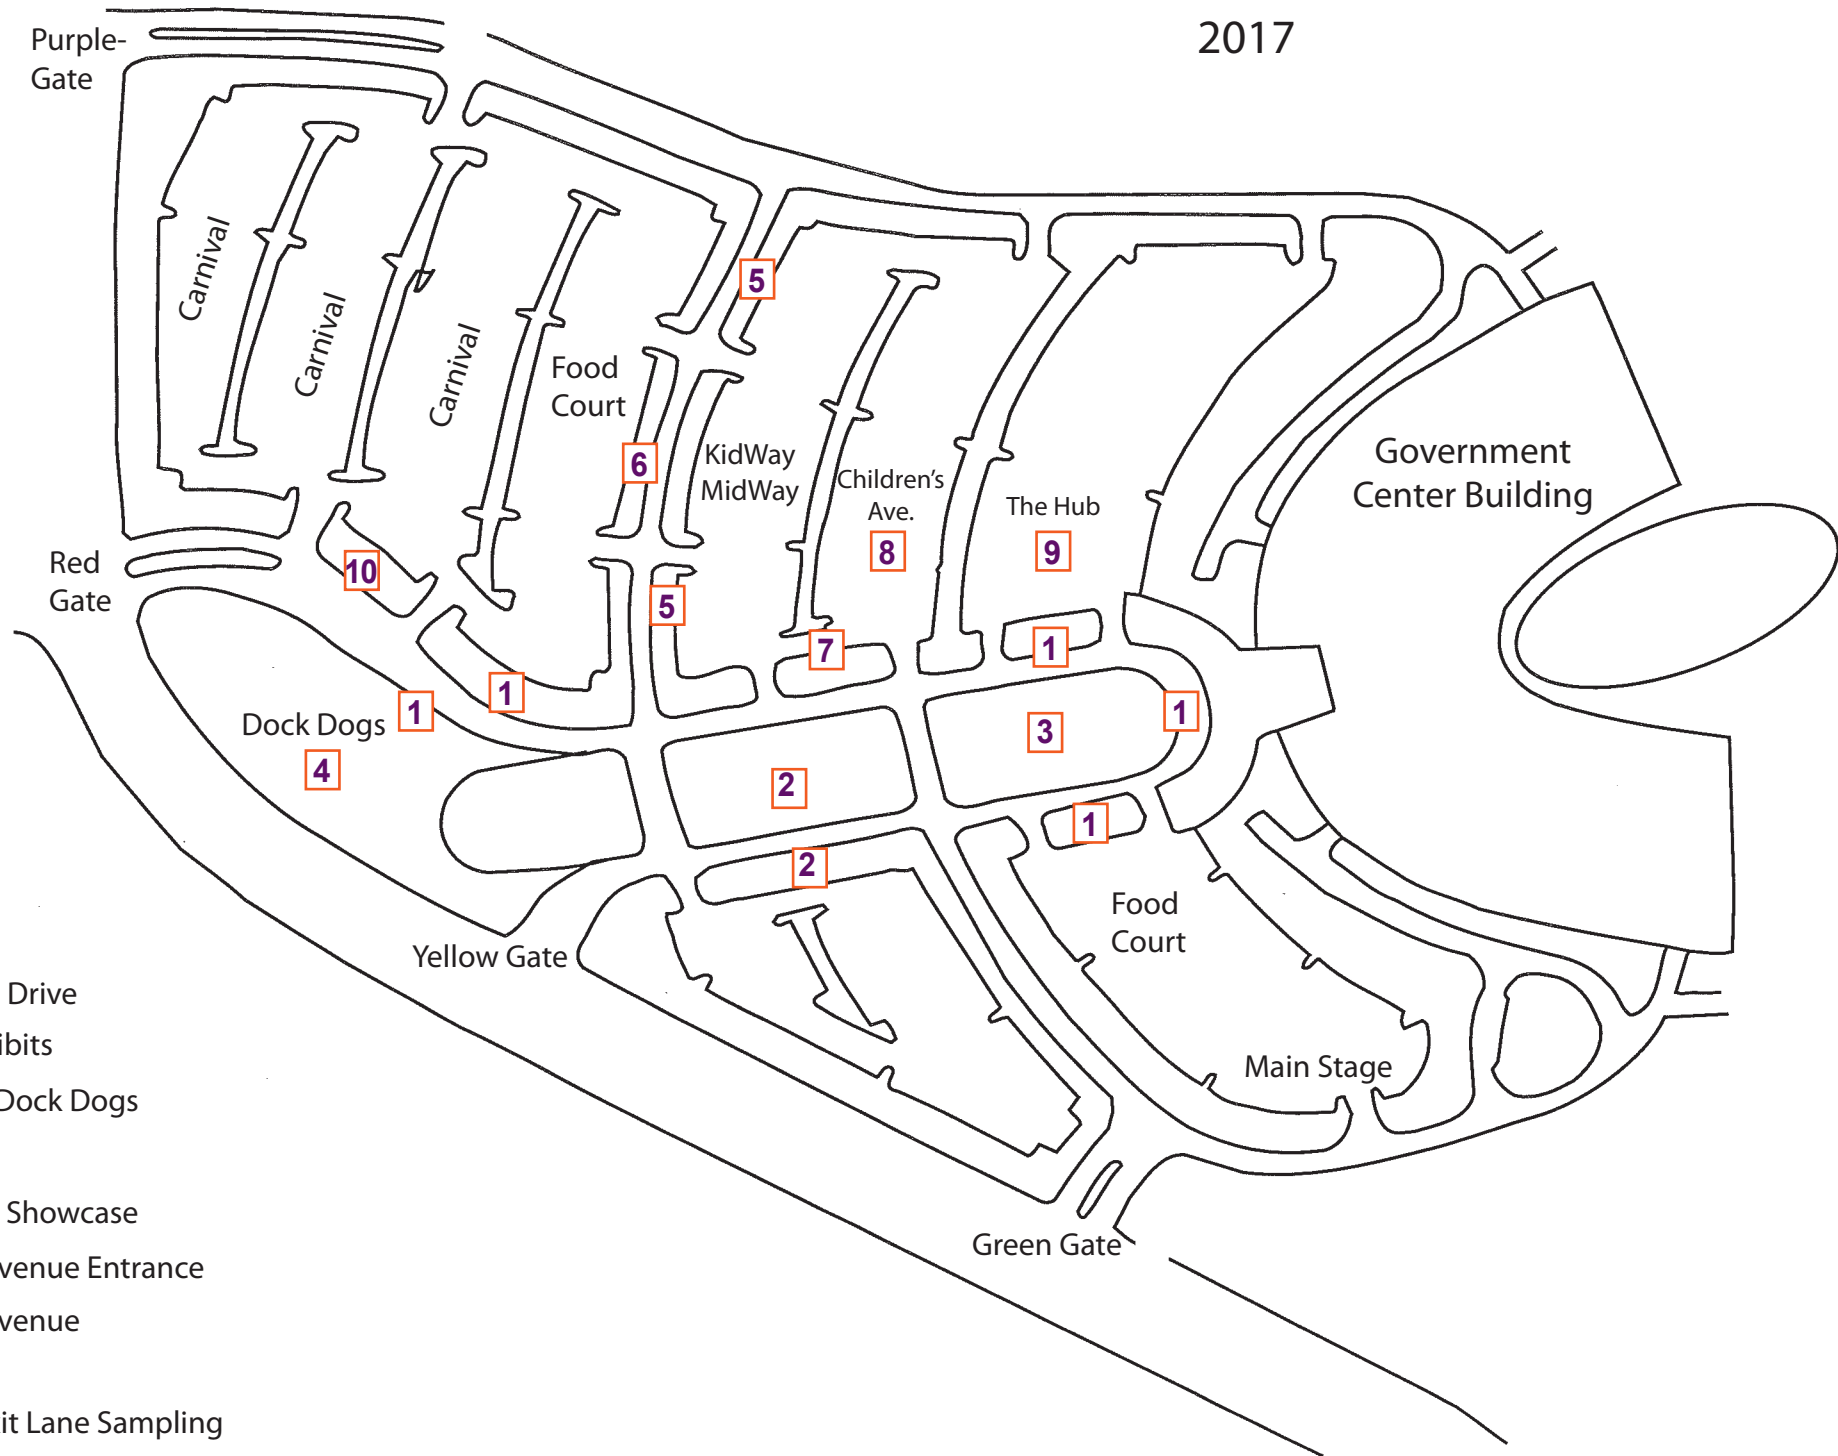 2017
Purple-
Gate
Carnival
Carnival
Carnival
Food
Court
5
6
KidWay
MidWay
Children's
Ave.
8
The Hub
9
Government
Center Building
Red
Gate
10
5
7
1
1
1
Dock Dogs
4
1
3
2
1
2
Food
Court
Yellow Gate
Main Stage
Green Gate
Drive
ibits
Dock Dogs
Showcase
venue Entrance
venue
it Lane Sampling